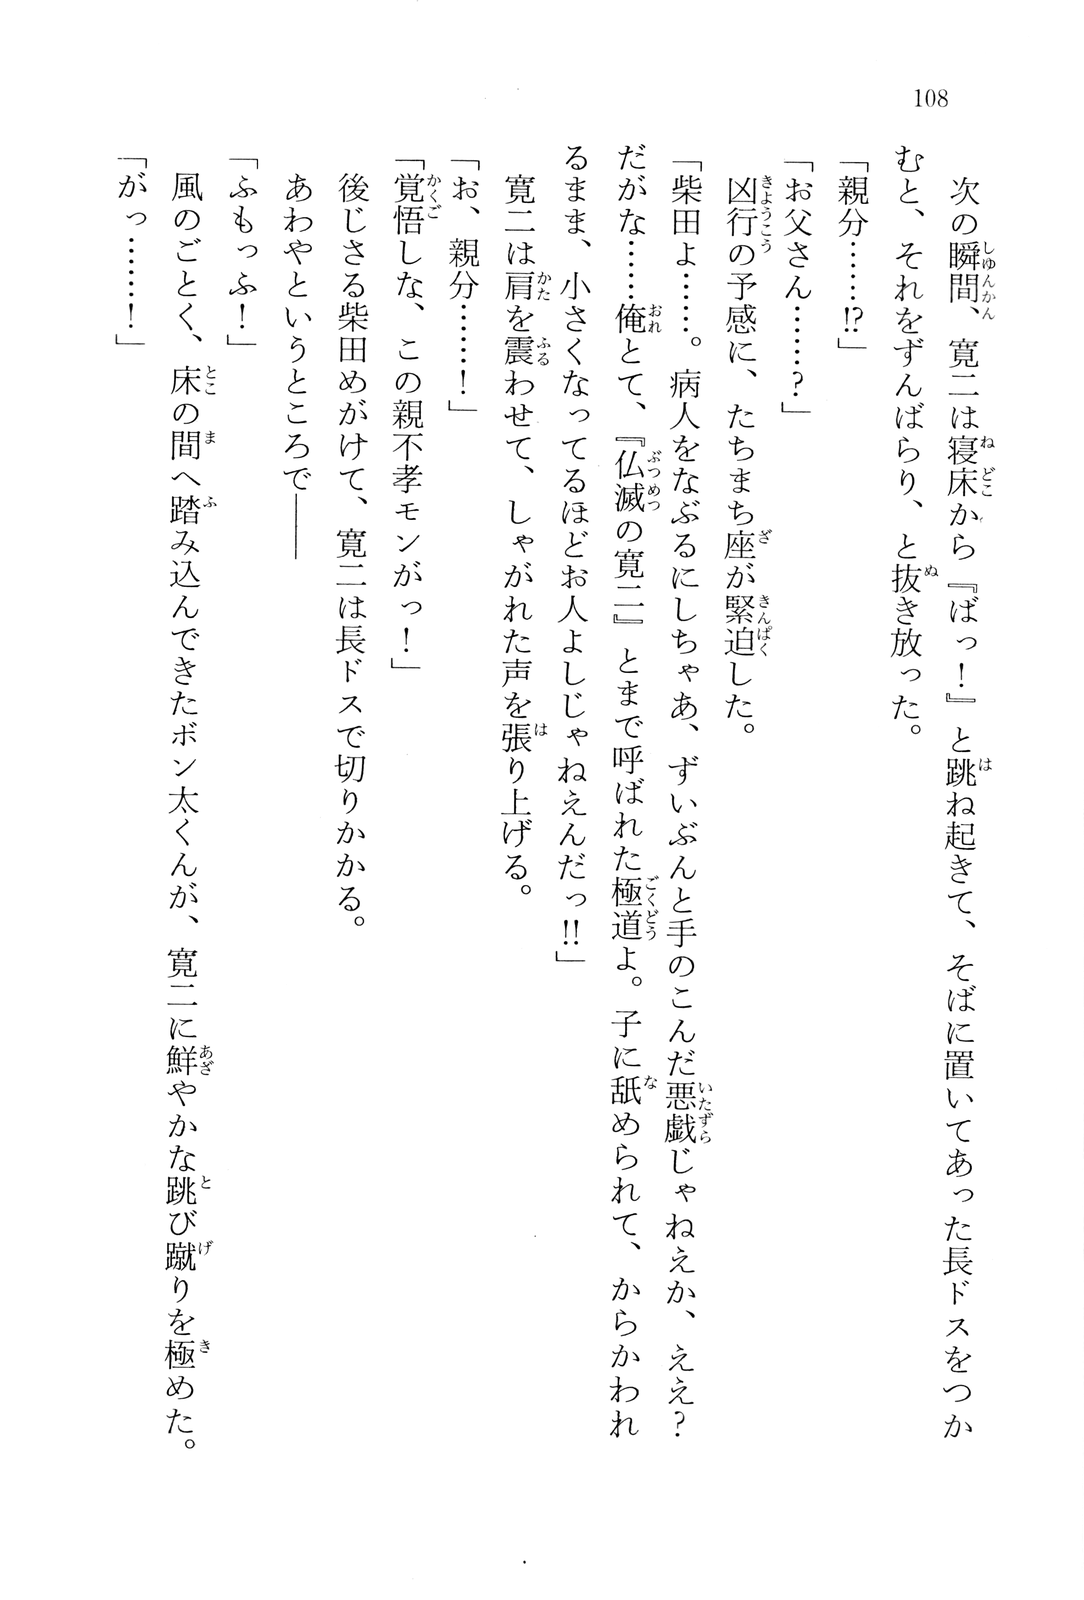 108
次の瞬間、寛二は寝床から『ばっ！』と跳ね起きて、そばに置いてあった長ドスをつか
むと、それをずんばらり、と抜き放った。
「親分……!?」
「お父さん……？」
凶行の予感に、たちまち座が緊迫した。
「柴田よ……。病人をなぶるにしちゃあ、ずいぶんと手のこんだ悪戯じゃねえか、ええ？
だがな……俺とて、『仏滅の寛二』とまで呼ばれた極道よ。子に舐められて、からかわれ
るまま、小さくなってるほどお人よしじゃねえんだっ!!」
寛二は肩を震わせて、しゃがれた声を張り上げる。
「お、親分……！」
「覚悟しな、この親不孝モンがっ！」
後じさる柴田めがけて、寛二は長ドスで切りかかる。
あわやというところで――
「ふもっふ！」
風のごとく、床の間へ踏み込んできたボン太くんが、寛二に鮮やかな跳び蹴りを極めた。
「がっ……！」